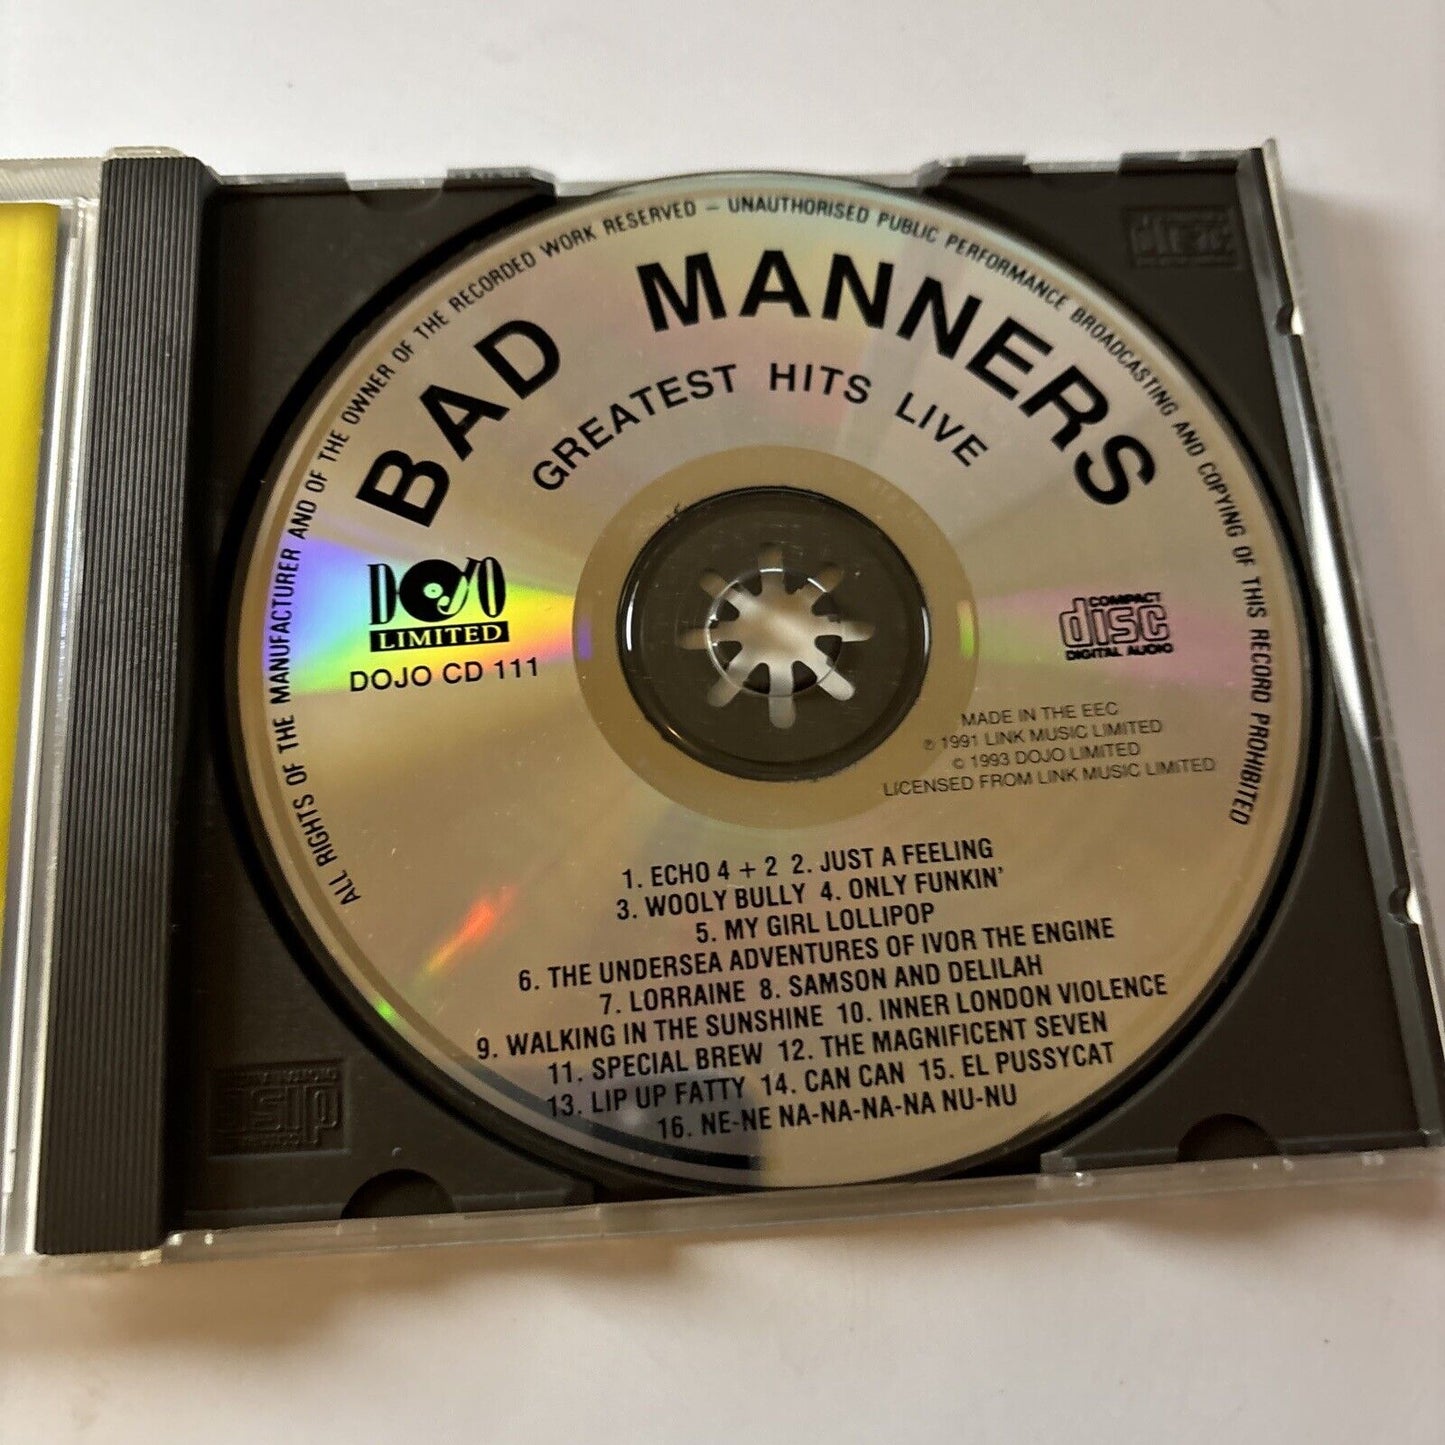 ALL RIGHTS OF THE MANUFACTURER AND OF THE OWNER OF THE RECORDED WORK RESERVED – UNAUTHORISED PUBLIC PERFORMANCE BROADCASTING AND COPYING OF THIS RECORD PROHIBITED
BAD MANNERS
GREATEST HITS LIVE
DOJO
LIMITED
DOJO CD 111
COMPACT
disc
DIGITAL AUDIO
MADE IN THE EEC
℗ 1991 LINK MUSIC LIMITED
© 1993 DOJO LIMITED
LICENSED FROM LINK MUSIC LIMITED
1. ECHO 4 + 2 2. JUST A FEELING
3. WOOLY BULLY 4. ONLY FUNKIN'
5. MY GIRL LOLLIPOP
6. THE UNDERSEA ADVENTURES OF IVOR THE ENGINE
7. LORRAINE 8. SAMSON AND DELILAH
9. WALKING IN THE SUNSHINE 10. INNER LONDON VIOLENCE
11. SPECIAL BREW 12. THE MAGNIFICENT SEVEN
13. LIP UP FATTY 14. CAN CAN 15. EL PUSSYCAT
16. NE-NE NA-NA-NA-NA NU-NU
disc